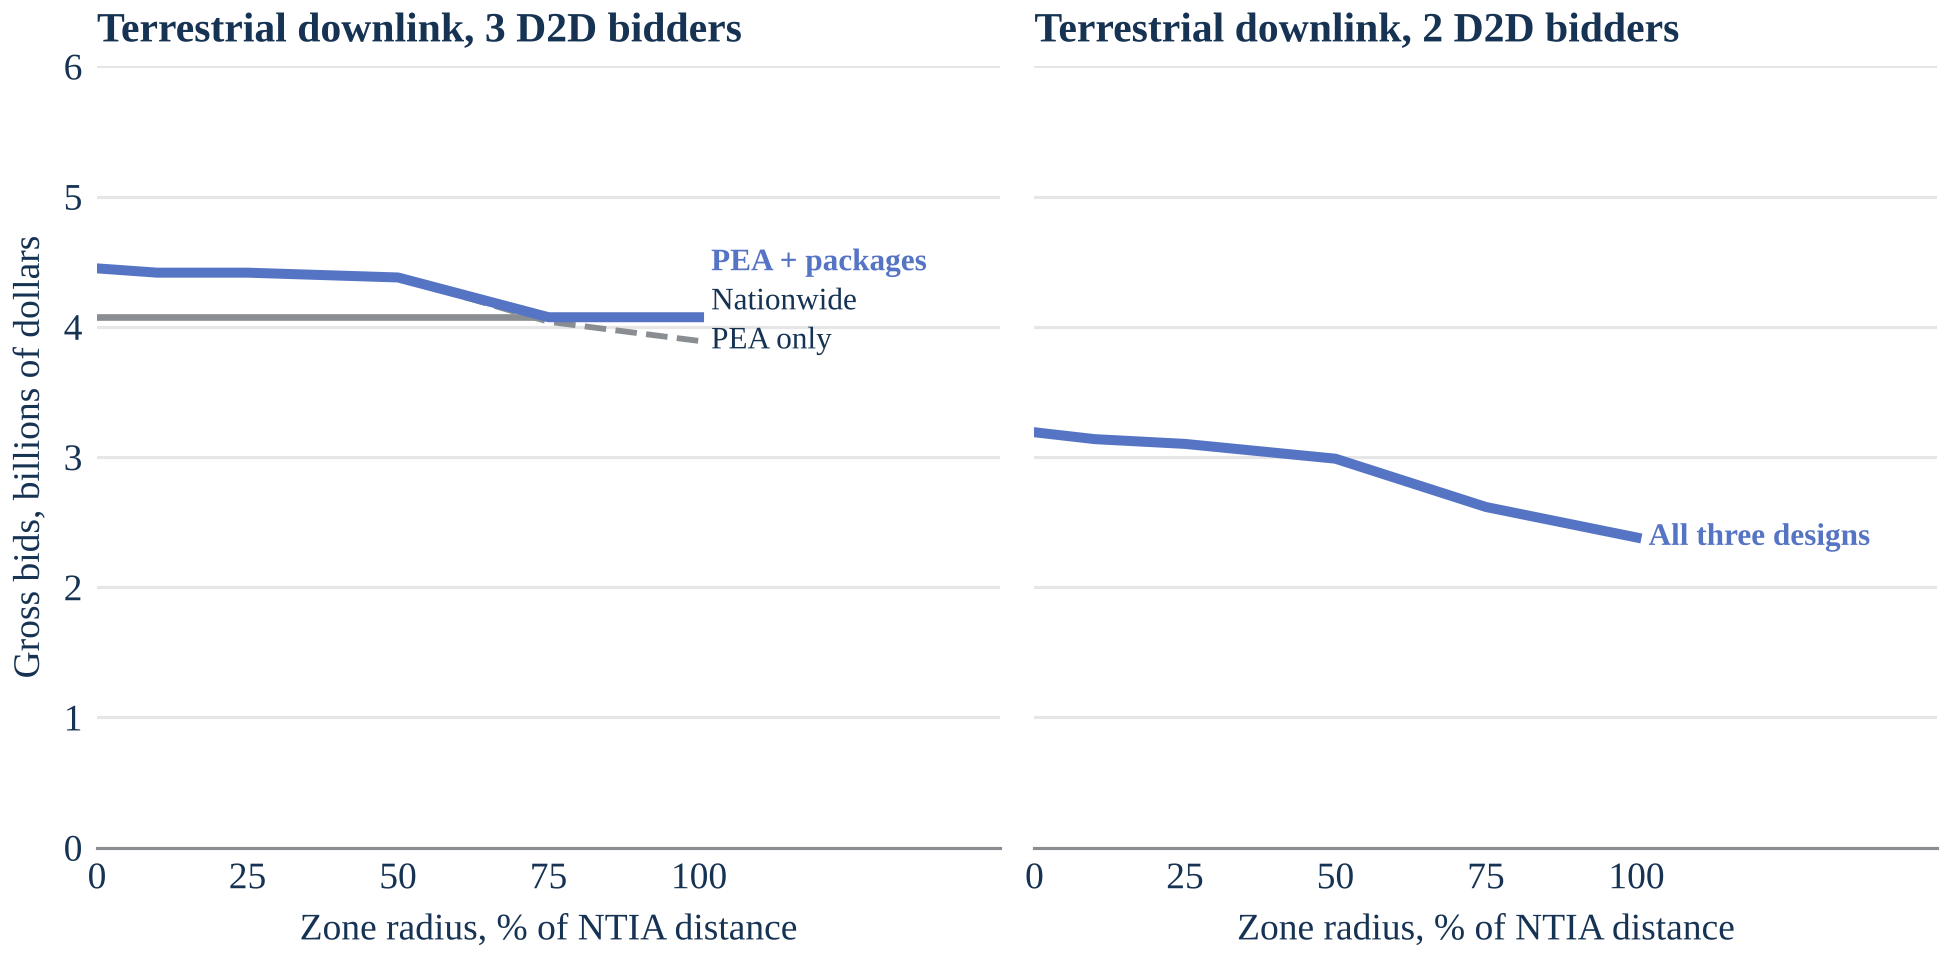 Terrestrial downlink, 3 D2D bidders
Terrestrial downlink, 2 D2D bidders
Gross bids, billions of dollars
6
5
4
3
2
1
0
PEA + packages
Nationwide
PEA only
All three designs
0 25 50 75 100
0 25 50 75 100
Zone radius, % of NTIA distance
Zone radius, % of NTIA distance